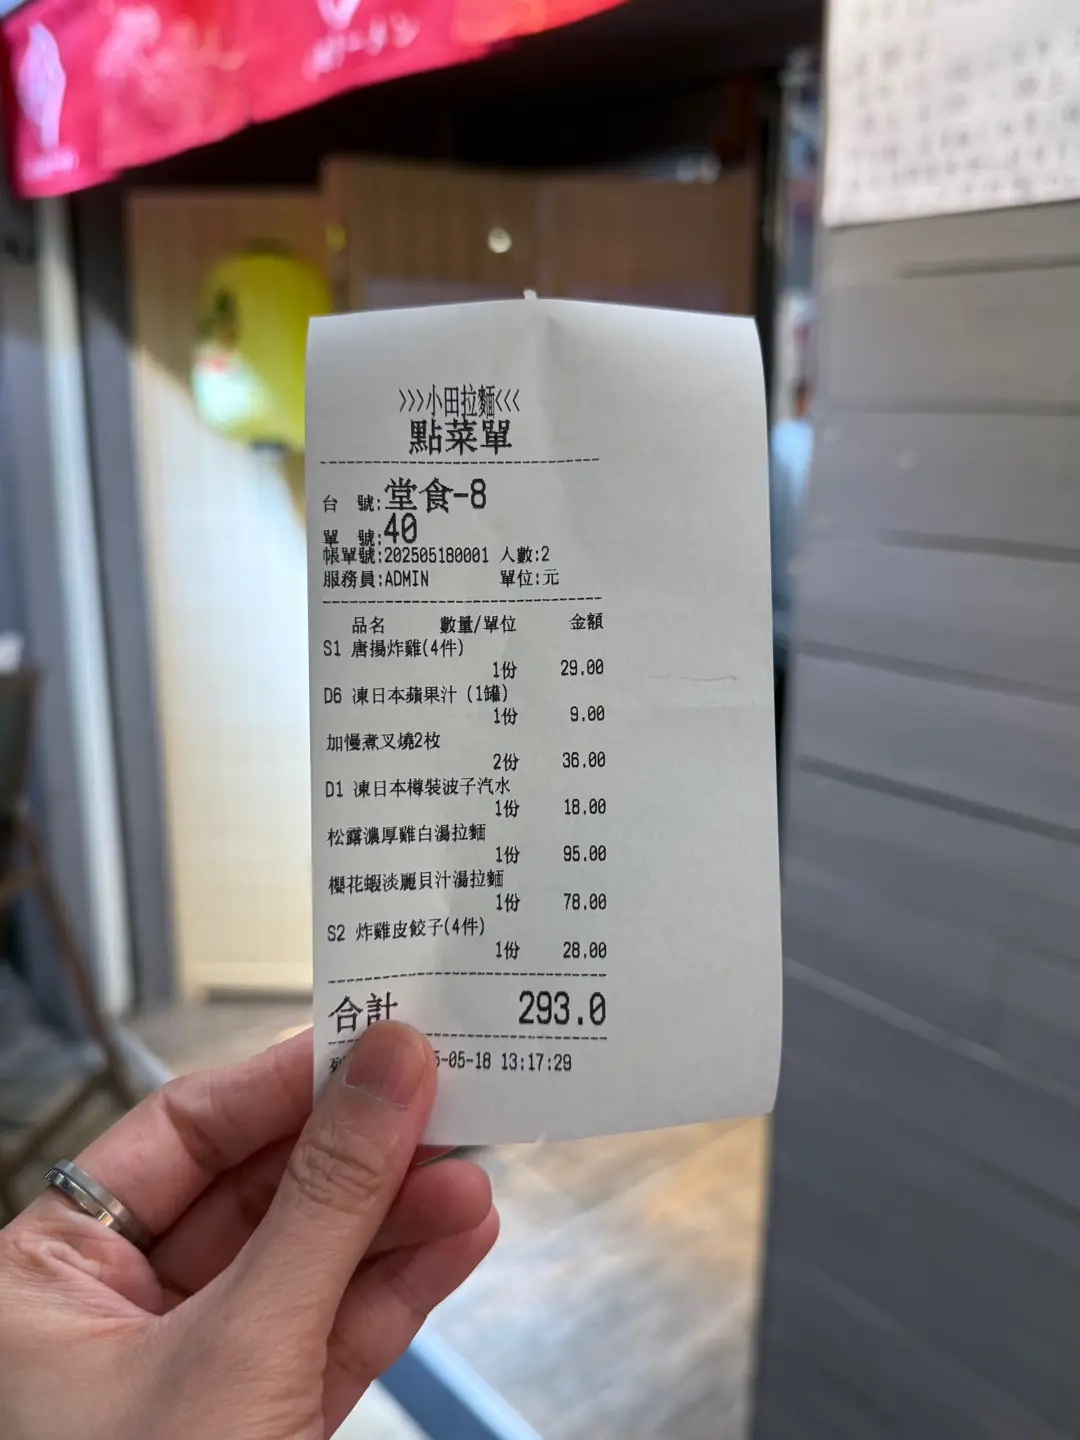 >>>小田拉麵<<<
點菜單
台 號:堂食-8
單 號:40
帳單號:202505180001 人數:2
服務員:ADMIN 單位:元
品名 數量/單位 金額
S1 唐揚炸雞(4件)
1份 29.00
D6 凍日本蘋果汁 (1罐)
1份 9.00
加慢煮叉燒2枚
2份 36.00
D1 凍日本樽裝波子汽水
1份 18.00
松露濃厚雞白湯拉麵
1份 95.00
櫻花蝦淡麗貝汁湯拉麵
1份 78.00
S2 炸雞皮餃子(4件)
1份 28.00
合計 293.0
5-05-18 13:17:29